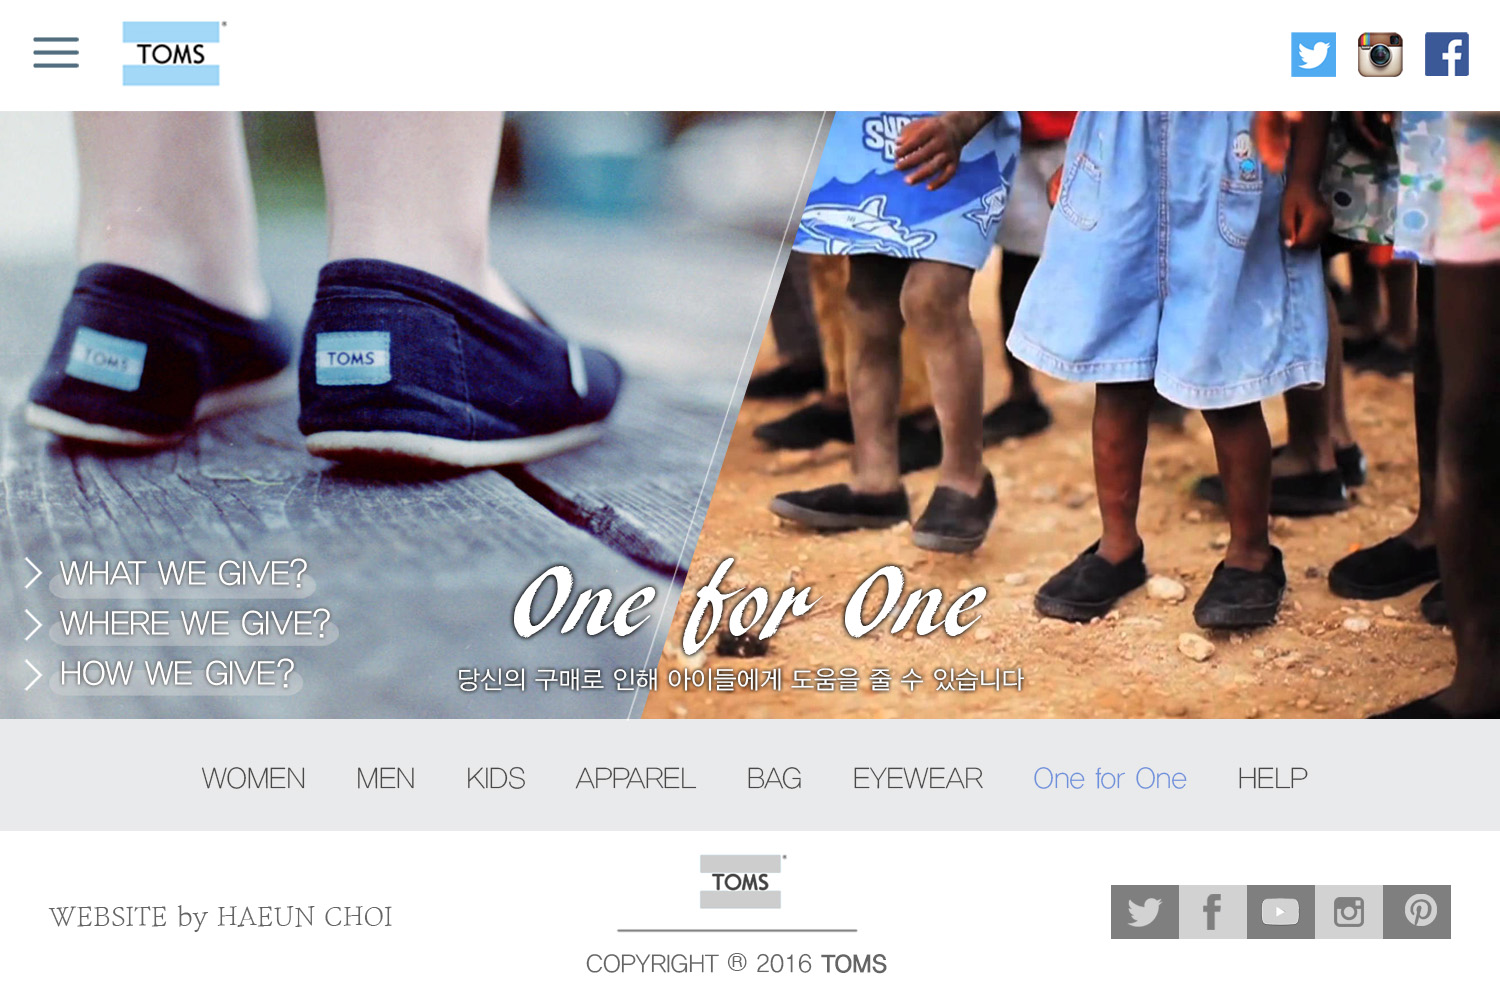 TOMS
TOMS
TOMS
WHAT WE GIVE?
WHERE WE GIVE?
HOW WE GIVE?
One for One
당신의 구매로 인해 아이들에게 도움을 줄 수 있습니다
WOMEN MEN KIDS APPAREL BAG EYEWEAR One for One HELP
TOMS
WEBSITE by HAEUN CHOI
COPYRIGHT ® 2016 TOMS